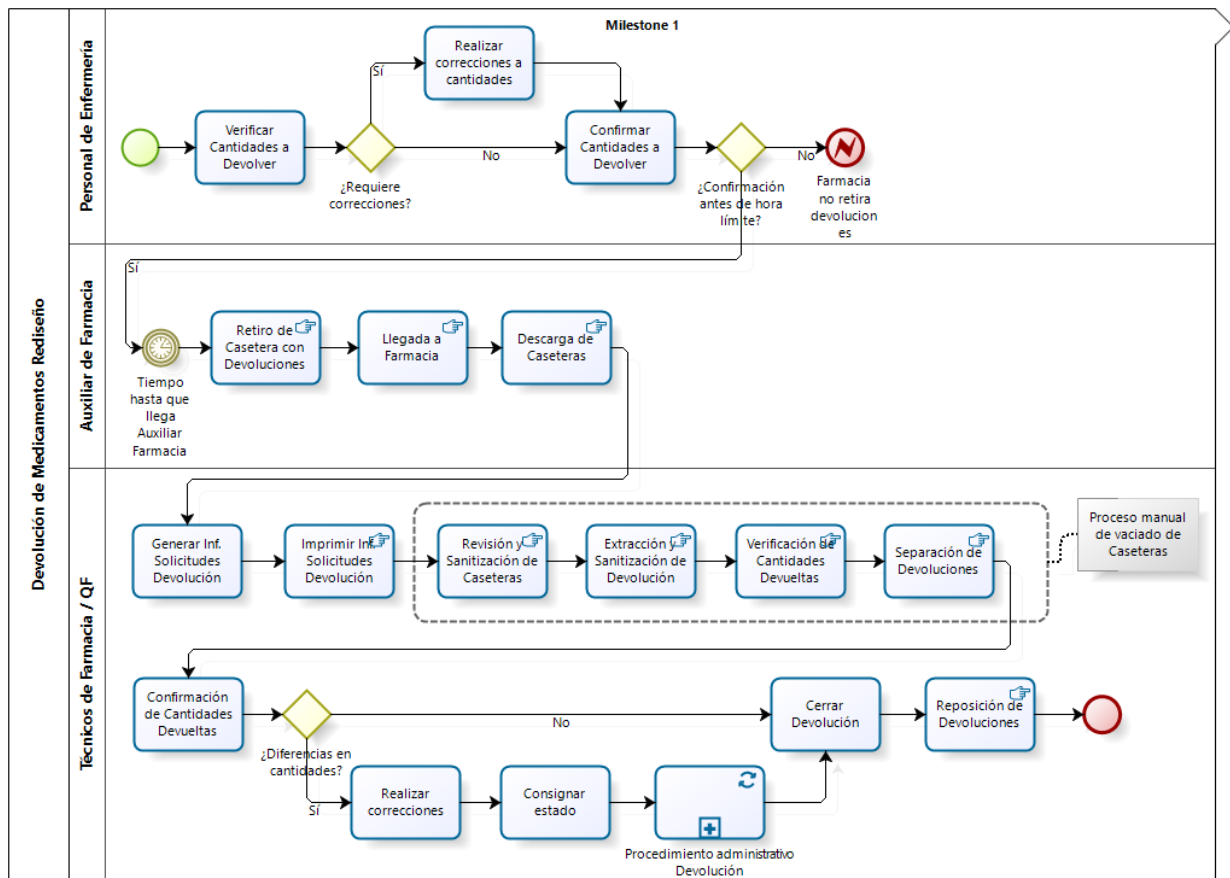 Devolución de Medicamentos Rediseño
Milestone 1
Personal de Enfermería
Verificar
Cantidades a
Devolver
¿Requiere
correcciones?
Sí
Realizar
correcciones a
cantidades
No
Confirmar
Cantidades a
Devolver
¿Confirmación
antes de hora
límite?
No
Farmacia
no retira
devolucion
es
Auxiliar de Farmacia
Sí
Tiempo
hasta que
llega
Auxiliar
Farmacia
Retiro de
Casetera con
Devoluciones
Llegada a
Farmacia
Descarga de
Caseteras
Técnicos de Farmacia / QF
Generar Inf.
Solicitudes
Devolución
Imprimir Inf.
Solicitudes
Devolución
Revisión y
Sanitización de
Caseteras
Extracción y
Sanitización de
Devolución
Verificación de
Cantidades
Devueltas
Separación de
Devoluciones
Proceso manual
de vaciado de
Caseteras
Confirmación
de Cantidades
Devueltas
¿Diferencias en
cantidades?
No
Cerrar
Devolución
Reposición de
Devoluciones
Sí
Realizar
correcciones
Consignar
estado
Procedimiento administrativo
Devolución